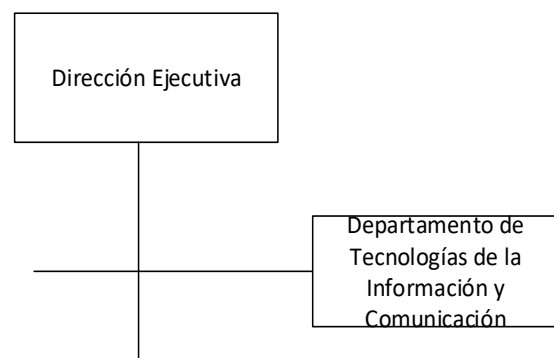 Dirección Ejecutiva
Departamento de
Tecnologías de la
Información y
Comunicación